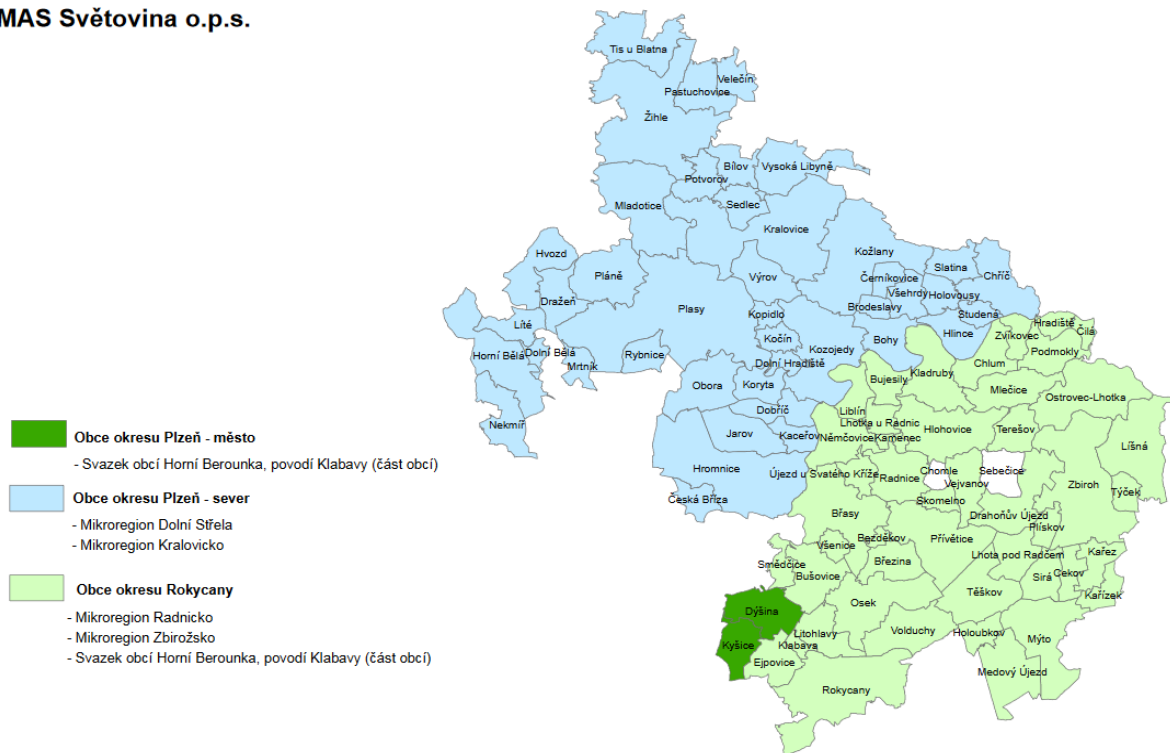 MAS Světovina o.p.s.
Tis u Blatna
Velečín
Pastuchovice
Žihle
Bílov
Vysoká Libyně
Potvorov
Mladotice
Sedlec
Kralovice
Hvozd
Kožlany
Pláně
Výrov
Černíkovice
Slatina
Chříč
Dražeň
Všehrdy
Holovousy
Plasy
Kopidlo
Brodeslavy
Studená
Líté
Kočín
Bohy
Hlince
Zvíkovec
Hradiště
Čilá
Horní Bělá
Dolní Bělá
Mrtník
Rybnice
Kozojedy
Dolní Hradiště
Chlum
Podmokly
Obora
Koryta
Bujesily
Kladruby
Mlečice
Ostrovec-Lhotka
Nekmíř
Dobříč
Liblín
Lhotka u Radnic
Hlohovice
Terešov
Jarov
Kaceřov
Němčovice
Kamenec
Líšná
Hromnice
Újezd u Svatého Kříže
Radnice
Chomle
Sebečice
Vejvanov
Zbiroh
Týček
Česká Bříza
Skomelno
Břasy
Drahoňův Újezd
Plískov
Všenice
Bezděkov
Přívětice
Smědčice
Březina
Lhota pod Radčem
Kařez
Bušovice
Sirá
Cekov
Kařízek
Dýšina
Osek
Těškov
Kyšice
Litohlavy
Klabava
Voldučhy
Holoubkov
Mýto
Ejpovice
Rokycany
Medový Újezd
Obce okresu Plzeň - město
- Svazek obcí Horní Berounka, povodí Klabavy (část obcí)
Obce okresu Plzeň - sever
- Mikroregion Dolní Střela
- Mikroregion Kralovicko
Obce okresu Rokycany
- Mikroregion Radnicko
- Mikroregion Zbirožsko
- Svazek obcí Horní Berounka, povodí Klabavy (část obcí)